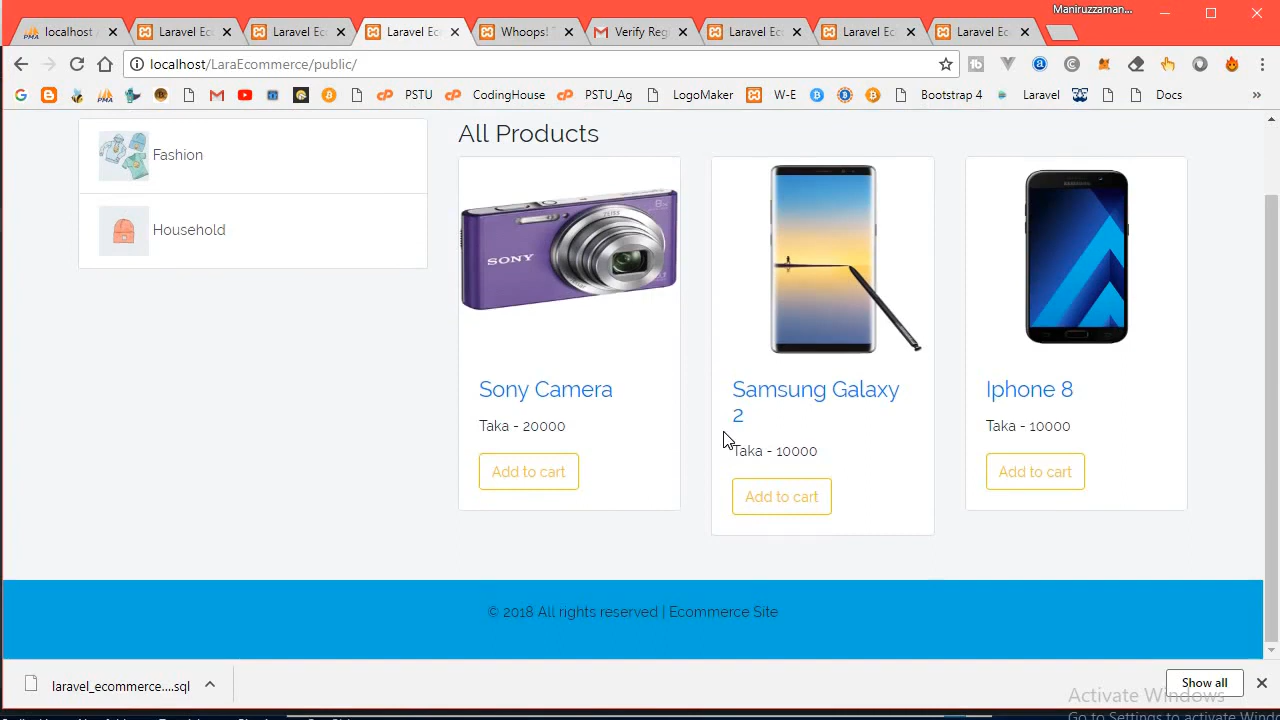 Maniruzzaman...
localhost /
Laravel Ec
Laravel Ec
Laravel Ec
Whoops!
Verify Reg
Laravel Ec
Laravel Ec
Laravel Ec
localhost/LaraEcommerce/public/
PSTU
CodingHouse
PSTU_Ag
LogoMaker
W-E
Bootstrap 4
Laravel
Docs
»
Fashion
Household
All Products
SONY
Sony Camera
Taka - 20000
Add to cart
Samsung Galaxy
2
Taka - 10000
Add to cart
SAMSUNG
Iphone 8
Taka - 10000
Add to cart
© 2018 All rights reserved | Ecommerce Site
laravel_ecommerce....sql
Show all
Activate Windows
Go to Settings to activate Wind